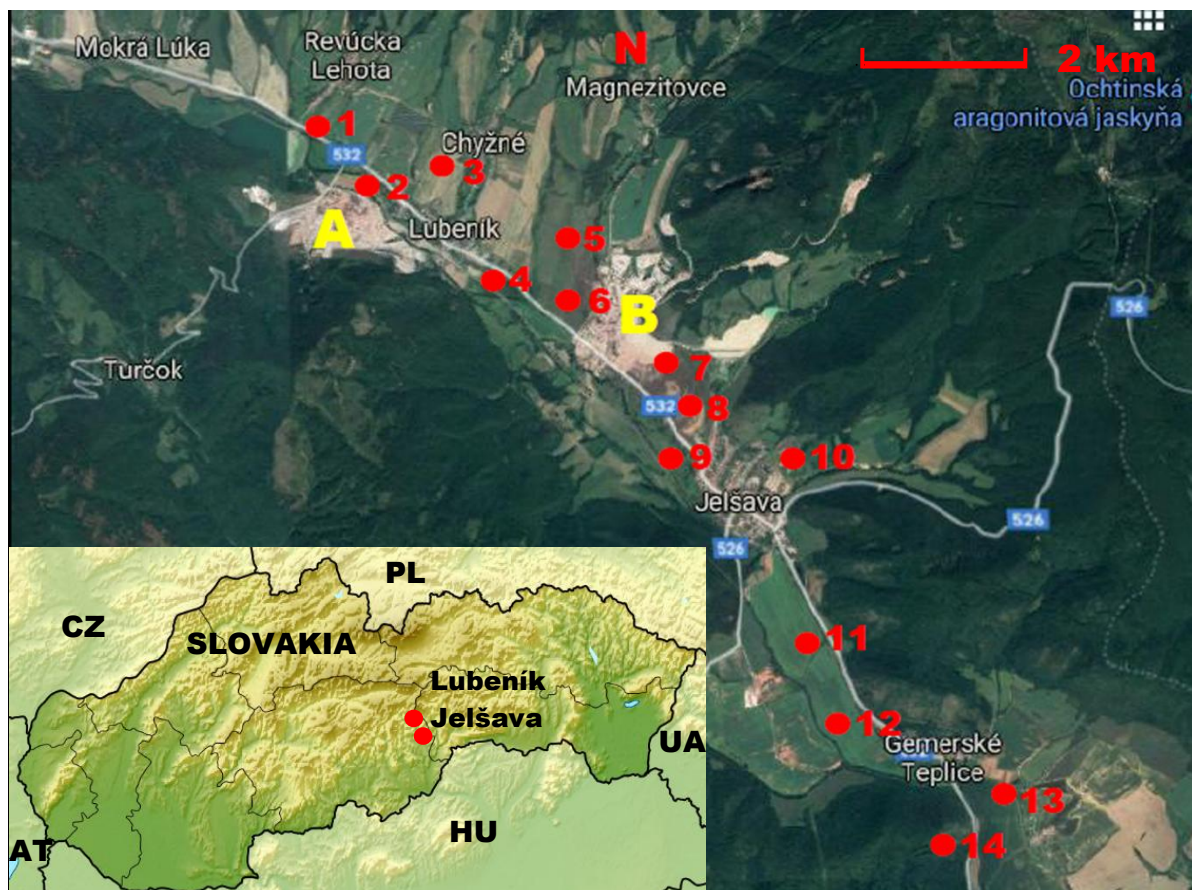 Mokrá Lúka
Revúcka
Lehota
N
Magnezitovce
2 km
Ochtinská
aragonitová jaskyňa
1
532
Chyžné
3
2
A
Lubeník
5
4
6
B
526
Turčok
7
532
8
9
10
Jelšava
526
526
PL
CZ
SLOVAKIA
Lubeník
Jelšava
UA
HU
AT
11
12
Gemerské
Teplice
13
14